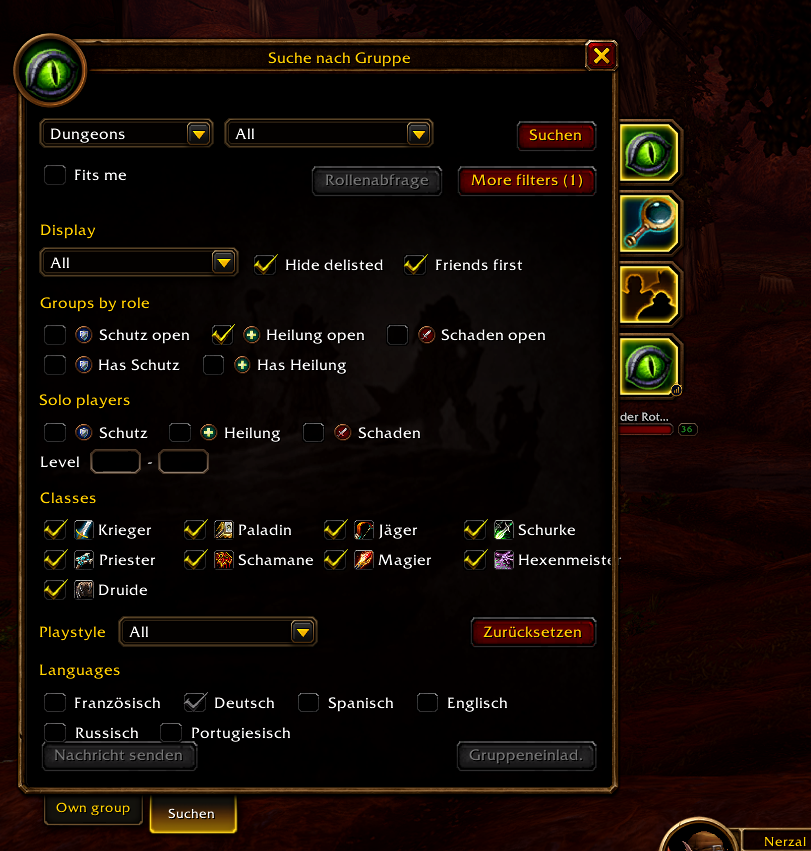 Suche nach Gruppe
Dungeons All Suchen
Fits me Rollenabfrage More filters (1)
Display
All Hide delisted Friends first
Groups by role
Schutz open Heilung open Schaden open
Has Schutz Has Heilung
Solo players
Schutz Heilung Schaden
der Rot...
36
Level -
Classes
Krieger Paladin Jäger Schurke
Priester Schamane Magier Hexenmeister
Druide
Playstyle All Zurücksetzen
Languages
Französisch Deutsch Spanisch Englisch
Russisch Portugiesisch
Nachricht senden Gruppeneinlad.
Own group Suchen
Nerzal